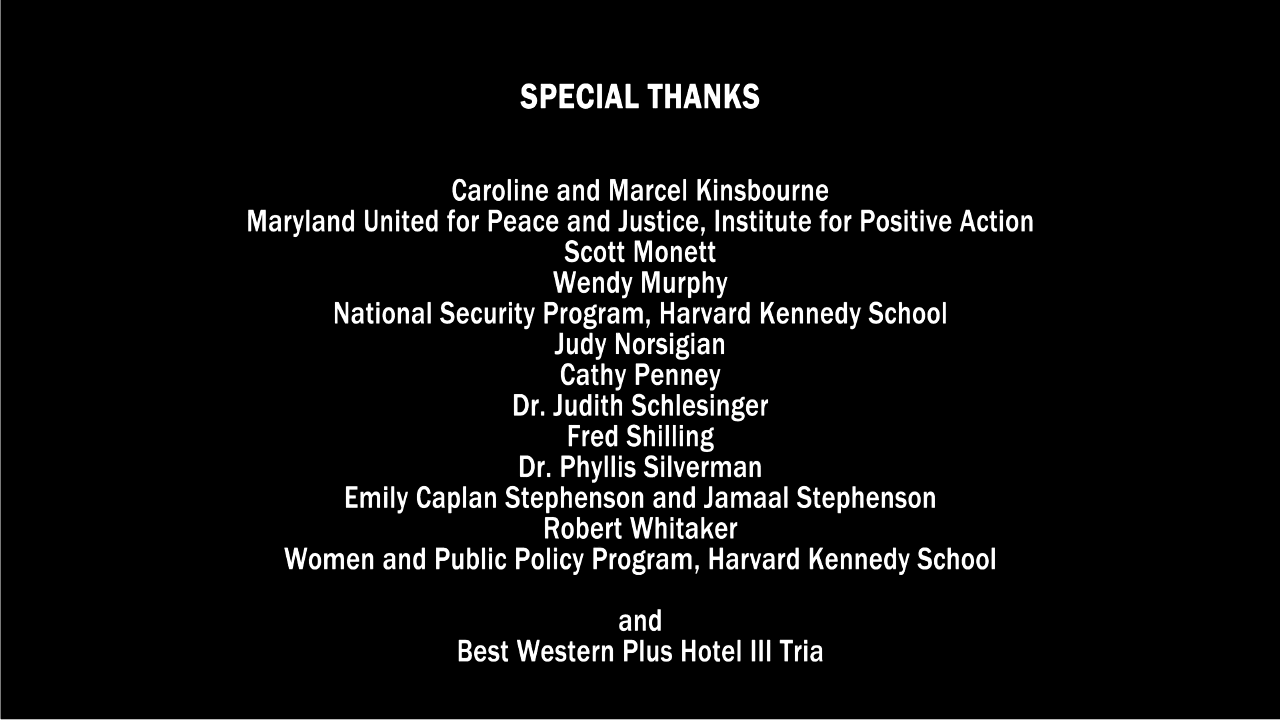 SPECIAL THANKS
Caroline and Marcel Kinsbourne
Maryland United for Peace and Justice, Institute for Positive Action
Scott Monett
Wendy Murphy
National Security Program, Harvard Kennedy School
Judy Norsigian
Cathy Penney
Dr. Judith Schlesinger
Fred Shilling
Dr. Phyllis Silverman
Emily Caplan Stephenson and Jamaal Stephenson
Robert Whitaker
Women and Public Policy Program, Harvard Kennedy School
and
Best Western Plus Hotel III Tria